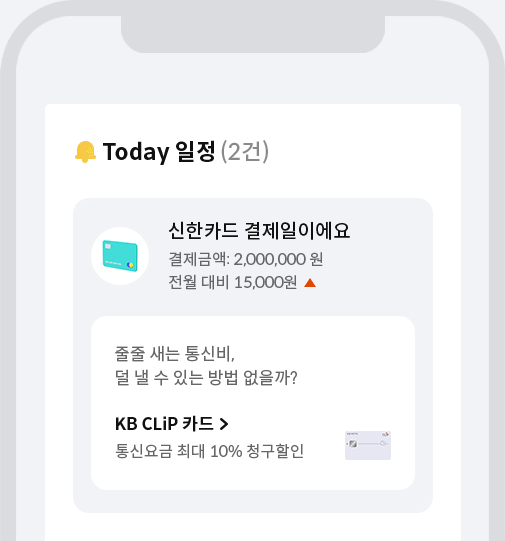 Today 일정 (2건)
신한카드 결제일이에요
결제금액: 2,000,000 원
전월 대비 15,000원
줄줄 새는 통신비,
덜 낼 수 있는 방법 없을까?
KB CLiP 카드 >
통신요금 최대 10% 청구할인